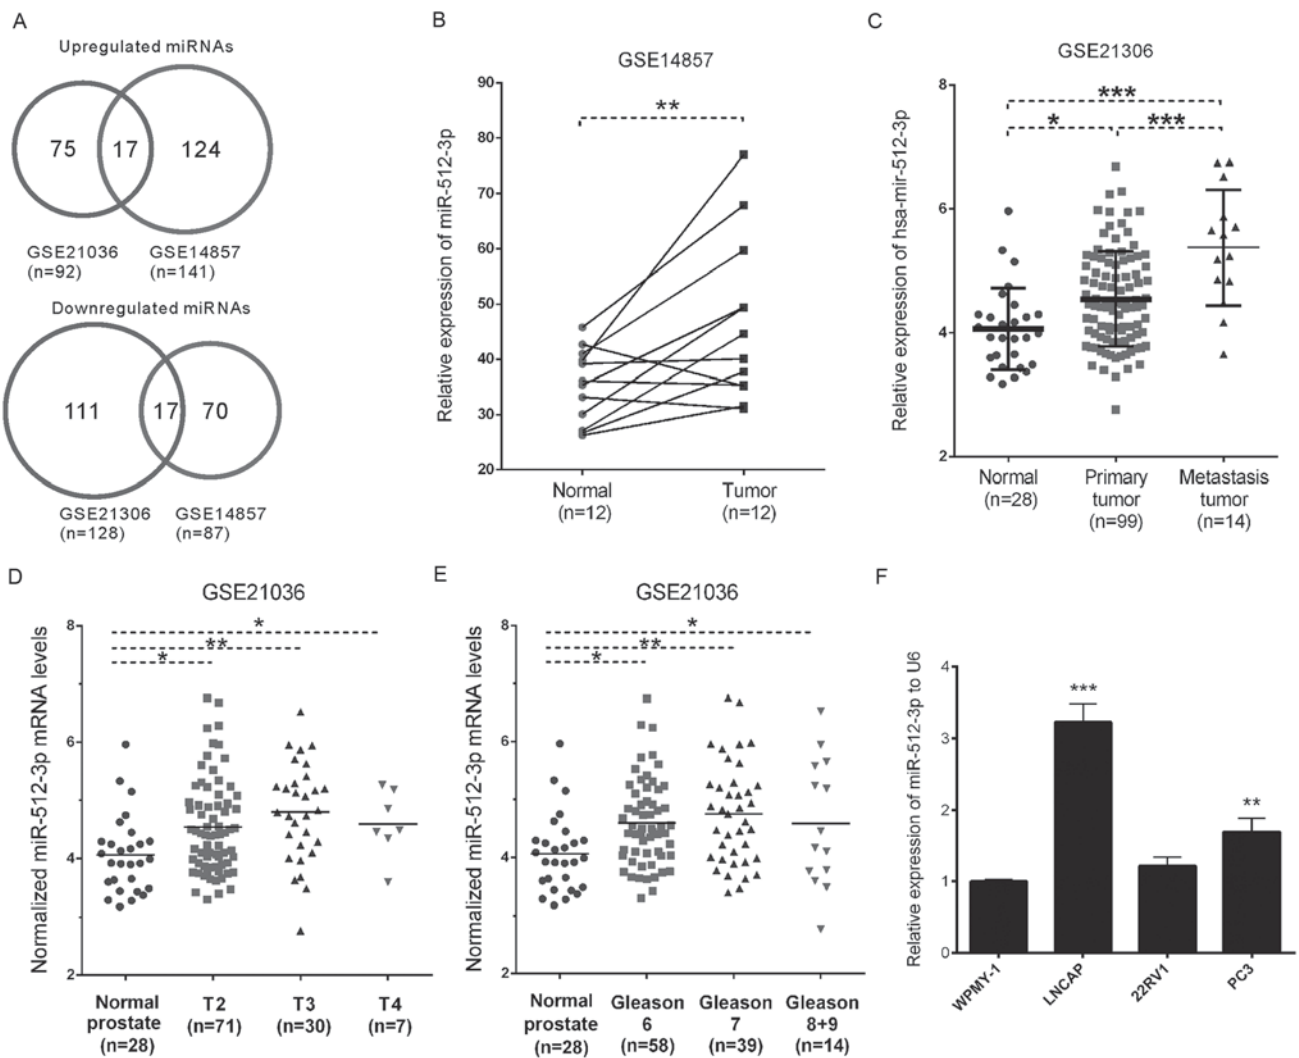 A
Upregulated miRNAs
75
17
124
GSE21036
(n=92)
GSE14857
(n=141)
Downregulated miRNAs
111
17
70
GSE21306
(n=128)
GSE14857
(n=87)
B
GSE14857
Relative expression of miR-512-3p
90
80
70
60
50
40
30
20
**
Normal
(n=12)
Tumor
(n=12)
C
GSE21306
Relative expression of hsa-mir-512-3p
8
6
4
2
***
*
***
Normal
(n=28)
Primary
tumor
(n=99)
Metastasis
tumor
(n=14)
D
GSE21036
Normalized miR-512-3p mRNA levels
8
6
4
2
*
**
*
Normal
prostate
(n=28)
T2
(n=71)
T3
(n=30)
T4
(n=7)
E
GSE21036
Normalized miR-512-3p mRNA levels
8
6
4
2
*
**
*
Normal
prostate
(n=28)
Gleason
6
(n=58)
Gleason
7
(n=39)
Gleason
8+9
(n=14)
F
Relative expression of miR-512-3p to U6
4
3
2
1
0
***
**
WPMY-1
LNCAP
22RV1
PC3